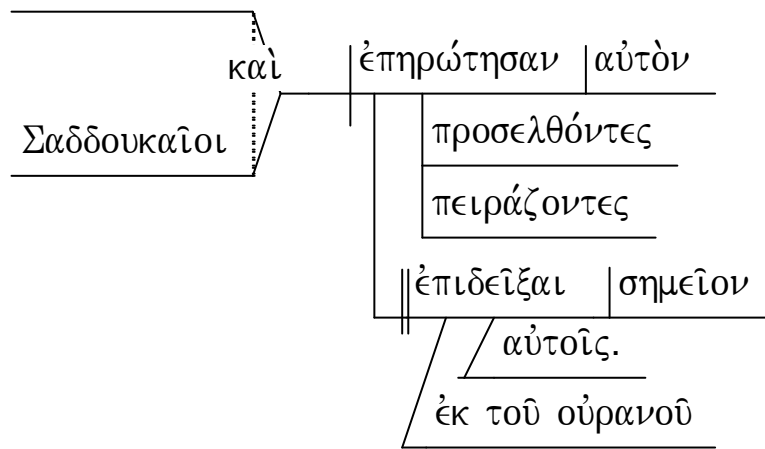 καὶ
ἐπηρώτησαν αὐτὸν
Σαδδουκαῖοι
προσελθόντες
πειράζοντες
ἐπιδεῖξαι σημεῖον
αὐτοῖς.
ἐκ τοῦ οὐρανοῦ